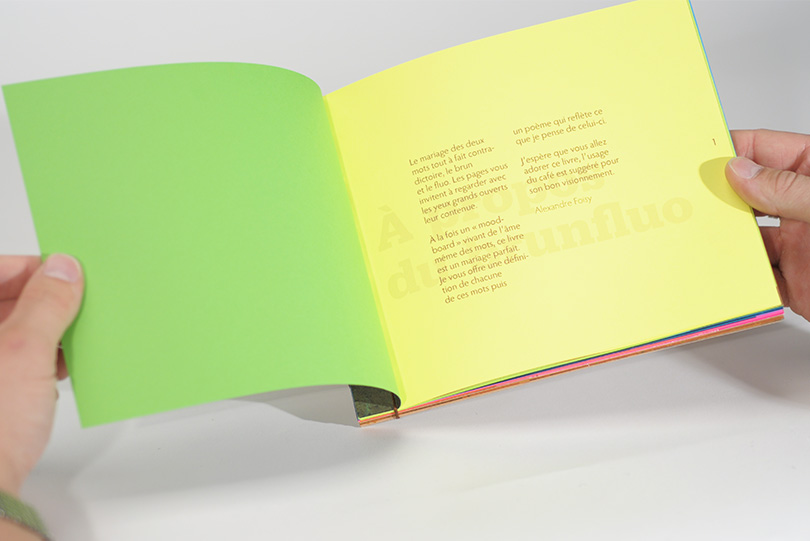 À propos
du brunfluo
Le mariage des deux
mots tout à fait contra-
dictoire, le brun
et le fluo. Les pages vous
invitent à regarder avec
les yeux grands ouverts
leur contenue
À la fois un « mood-
board » vivant de l'âme
même des mots, ce livre
est un mariage parfait
Je vous offre une défini-
tion de chacune
de ces mots puis
un poème qui reflète ce
que je pense de celui-ci.
J'espère que vous allez
adorer ce livre, l'usage
du café est suggéré pour
son bon visionnement.
Alexandre
1